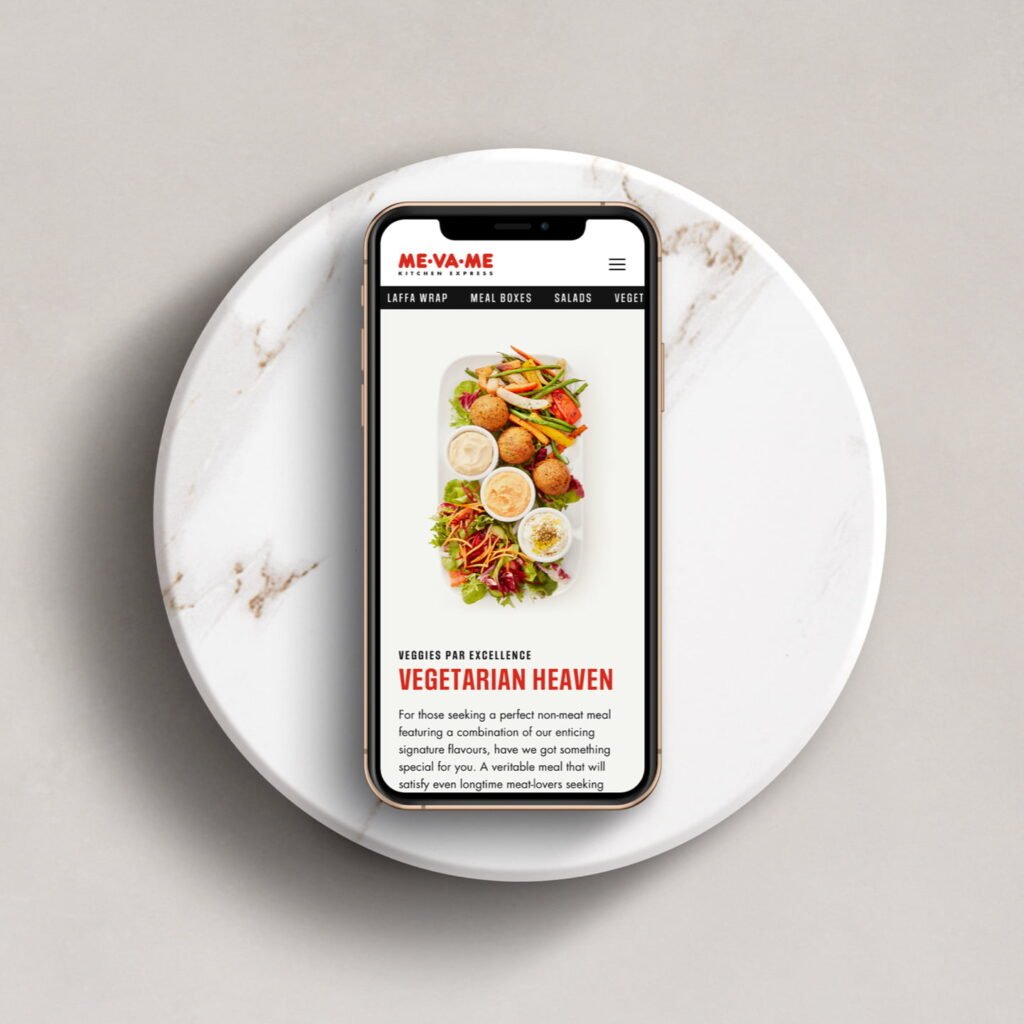 ME·VA·ME
KITCHEN EXPRESS
LAFFA WRAP MEAL BOXES SALADS VEGET
VEGGIES PAR EXCELLENCE
VEGETARIAN HEAVEN
For those seeking a perfect non-meat meal
featuring a combination of our enticing
signature flavours, have we got something
special for you. A veritable meal that will
satisfy even longtime meat-lovers seeking